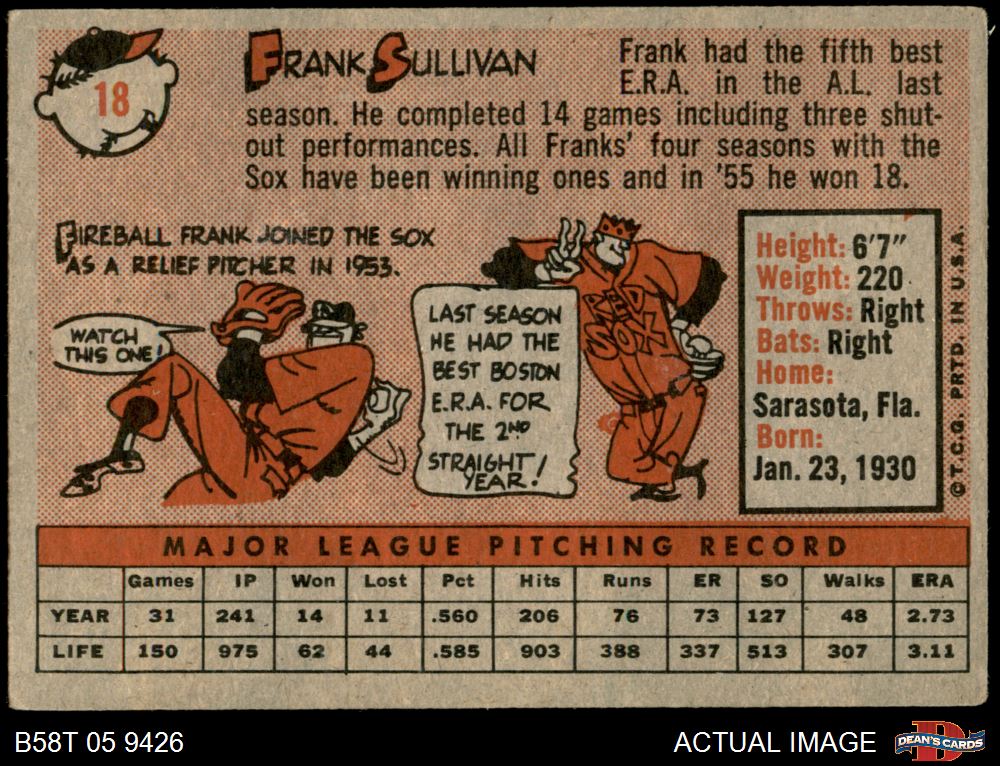 18
FRANK SULLIVAN
Frank had the fifth best
E.R.A. in the A.L. last
season. He completed 14 games including three shut-
out performances. All Franks' four seasons with the
Sox have been winning ones and in '55 he won 18.
FIREBALL FRANK JOINED THE SOX
AS A RELIEF PITCHER IN 1953.
WATCH
THIS ONE!
LAST SEASON
HE HAD THE
BEST BOSTON
E.R.A. FOR
THE 2ND
STRAIGHT
YEAR!
RED
SOX
Height: 6'7"
Weight: 220
Throws: Right
Bats: Right
Home:
Sarasota, Fla.
Born:
Jan. 23, 1930
© T.C.G. PRTD. IN U.S.A.
MAJOR LEAGUE PITCHING RECORD
Games IP Won Lost Pct Hits Runs ER SO Walks ERA
YEAR 31 241 14 11 .560 206 76 73 127 48 2.73
LIFE 150 975 62 44 .585 903 388 337 513 307 3.11
B58T 05 9426
ACTUAL IMAGE
DEAN'S CARDS